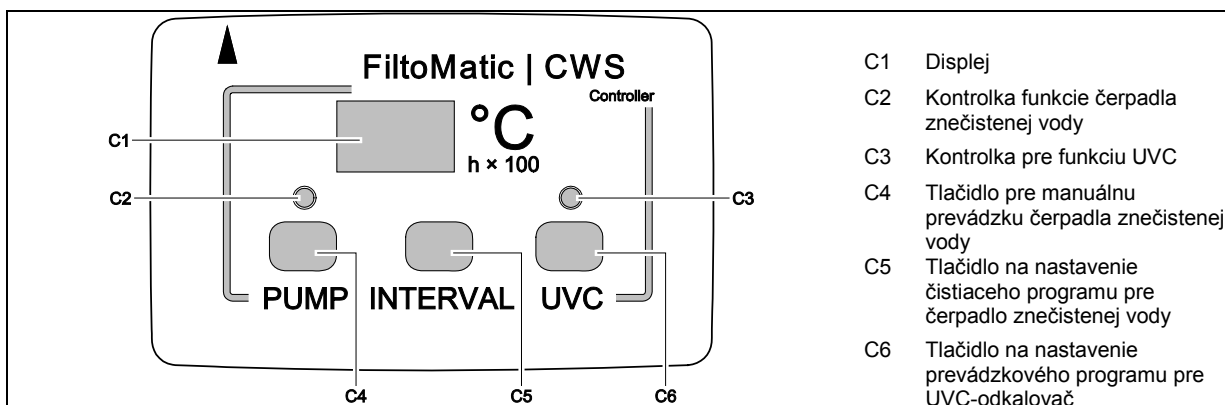 FiltoMatic | CWS
Controller
°C
h × 100
C1
C2
C3
PUMP INTERVAL UVC
C4 C5 C6
C1 Displej
C2 Kontrolka funkcie čerpadla
znečistenej vody
C3 Kontrolka pre funkciu UVC
C4 Tlačidlo pre manuálnu
prevádzku čerpadla znečistenej
vody
C5 Tlačidlo na nastavenie
čistiaceho programu pre
čerpadlo znečistenej vody
C6 Tlačidlo na nastavenie
prevádzkového programu pre
UVC-odkalovač